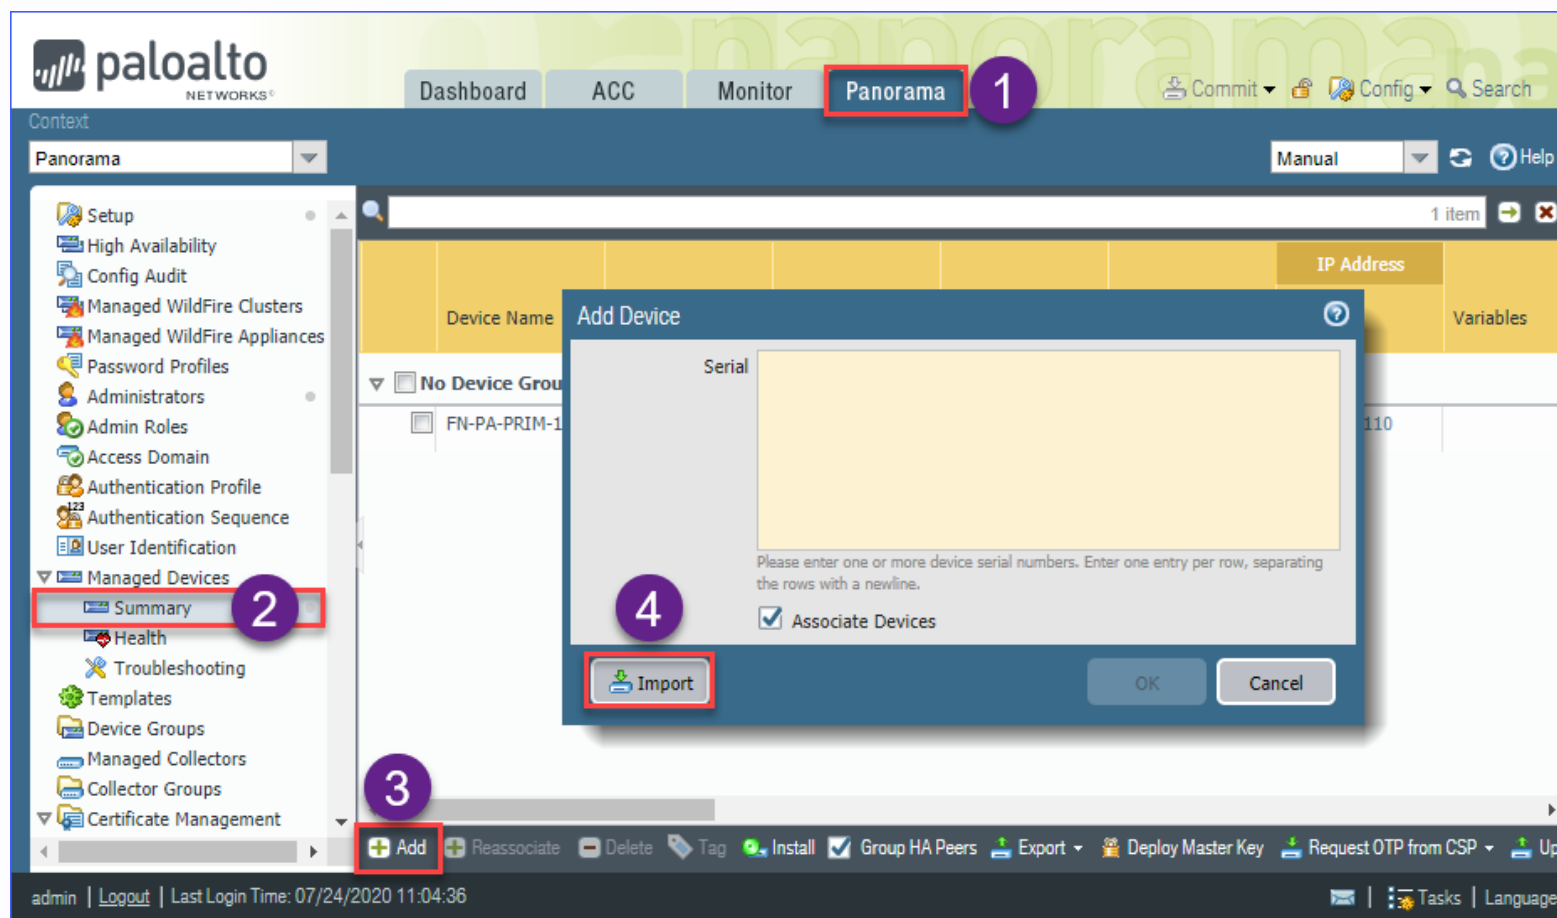 panorama
paloalto
NETWORKS
Dashboard ACC Monitor Panorama 1 Commit Config Search
Context
Panorama Manual Help
1 item
Setup
High Availability
Config Audit
Managed WildFire Clusters
Managed WildFire Appliances
Password Profiles
Administrators
Admin Roles
Access Domain
Authentication Profile
Authentication Sequence
User Identification
Managed Devices
Summary 2
Health
Troubleshooting
Templates
Device Groups
Managed Collectors
Collector Groups
Certificate Management
IP Address
Device Name Variables
No Device Grou
FN-PA-PRIM-1 110
Add Device
Serial
Please enter one or more device serial numbers. Enter one entry per row, separating
the rows with a newline.
4 Associate Devices
Import OK Cancel
3
Add Reassociate Delete Tag Install Group HA Peers Export Deploy Master Key Request OTP from CSP Up
admin | Logout | Last Login Time: 07/24/2020 11:04:36 | Tasks | Language